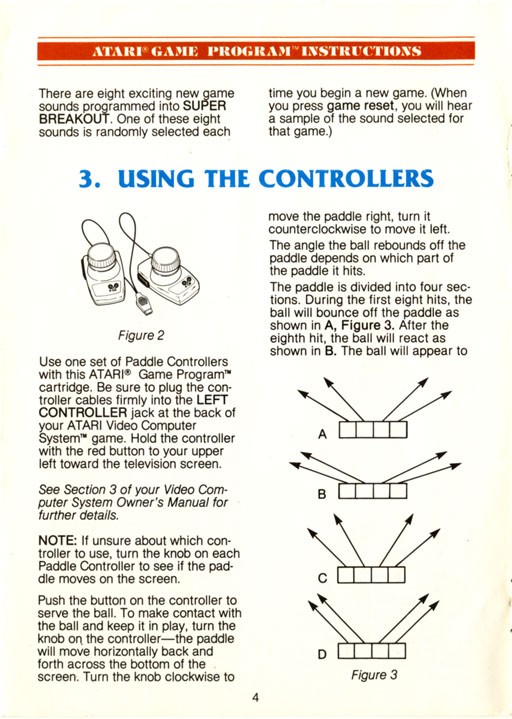 ATARI® GAME PROGRAM™ INSTRUCTIONS
There are eight exciting new game
sounds programmed into SUPER
BREAKOUT. One of these eight
sounds is randomly selected each
time you begin a new game. (When
you press game reset, you will hear
a sample of the sound selected for
that game.)
3. USING THE CONTROLLERS
Figure 2
Use one set of Paddle Controllers
with this ATARI® Game Program™
cartridge. Be sure to plug the con-
troller cables firmly into the LEFT
CONTROLLER jack at the back of
your ATARI Video Computer
System™ game. Hold the controller
with the red button to your upper
left toward the television screen.
See Section 3 of your Video Com-
puter System Owner's Manual for
further details.
NOTE: If unsure about which con-
troller to use, turn the knob on each
Paddle Controller to see if the pad-
dle moves on the screen.
Push the button on the controller to
serve the ball. To make contact with
the ball and keep it in play, turn the
knob on the controller—the paddle
will move horizontally back and
forth across the bottom of the
screen. Turn the knob clockwise to
move the paddle right, turn it
counterclockwise to move it left.
The angle the ball rebounds off the
paddle depends on which part of
the paddle it hits.
The paddle is divided into four sec-
tions. During the first eight hits, the
ball will bounce off the paddle as
shown in A, Figure 3. After the
eighth hit, the ball will react as
shown in B. The ball will appear to
A
B
C
D
Figure 3
4